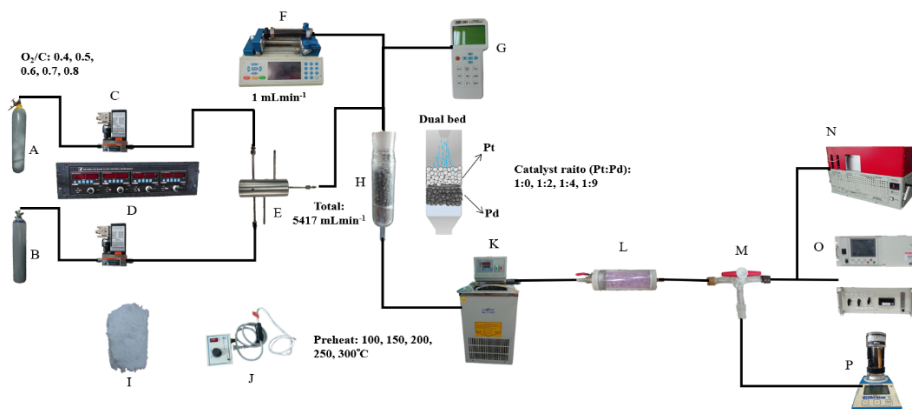 F
G
O₂/C: 0.4, 0.5,
0.6, 0.7, 0.8
C
1 mLmin⁻¹
A
Dual bed
N
Pt
H
Catalyst raito (Pt:Pd):
1:0, 1:2, 1:4, 1:9
D
E
Total:
5417 mLmin⁻¹
Pd
B
K
L
M
O
Preheat: 100, 150, 200,
250, 300°C
I
J
P